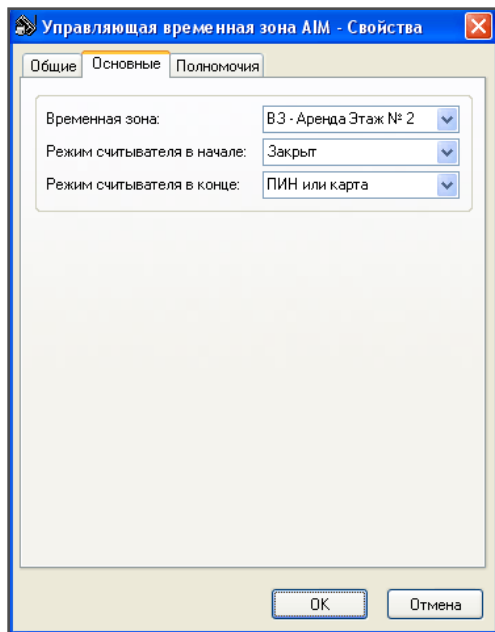 Управляющая временная зона AIM - Свойства
Общие Основные Полномочия
Временная зона: ВЗ - Аренда Этаж № 2
Режим считывателя в начале: Закрыт
Режим считывателя в конце: ПИН или карта
OK Отмена